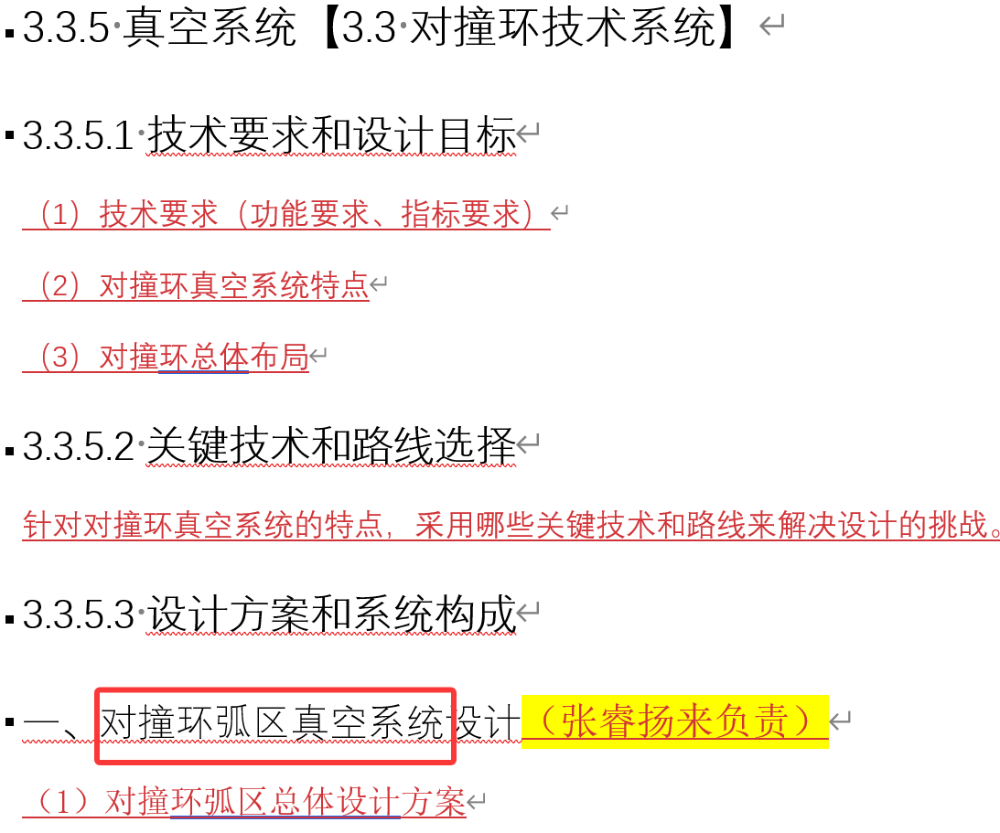 3.3.5 真空系统【3.3 对撞环技术系统】
3.3.5.1 技术要求和设计目标
（1）技术要求（功能要求、指标要求）
（2）对撞环真空系统特点
（3）对撞环总体布局
3.3.5.2 关键技术和路线选择
针对对撞环真空系统的特点，采用哪些关键技术和路线来解决设计的挑战。
3.3.5.3 设计方案和系统构成
一、对撞环弧区真空系统设计（张睿扬来负责）
（1）对撞环弧区总体设计方案